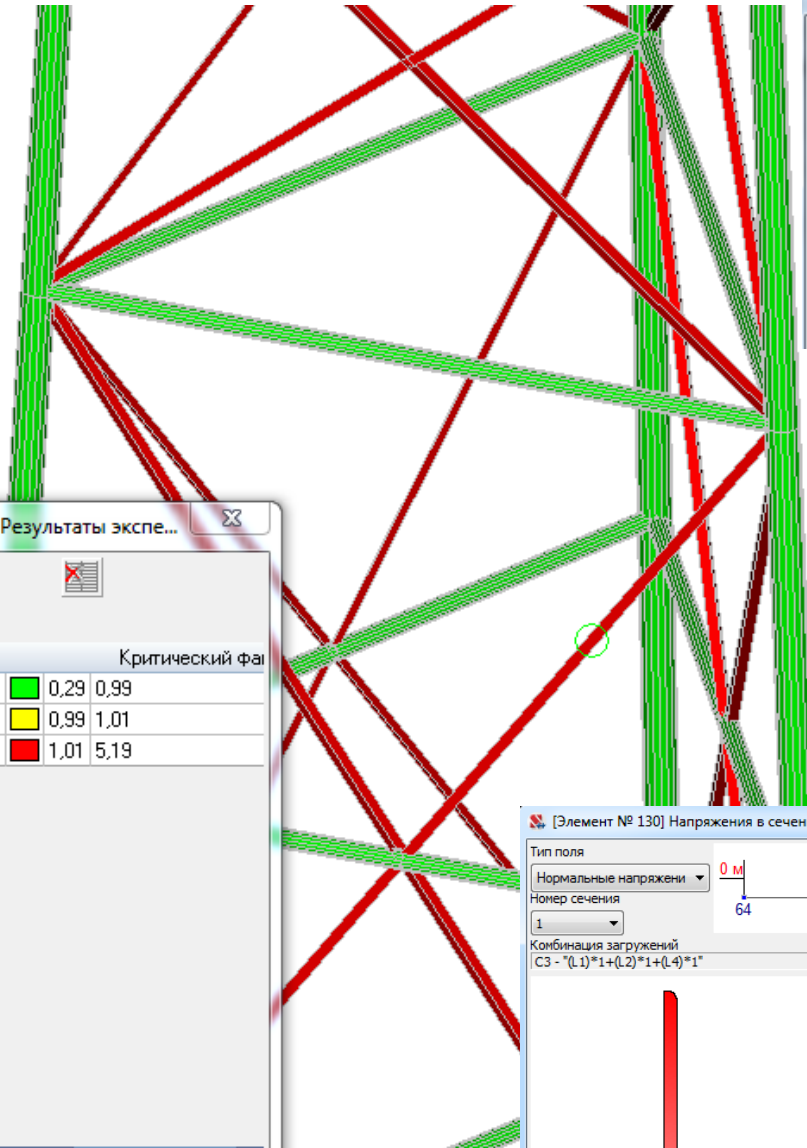 Результаты экспе...
Критический фа
0,29 0,99
0,99 1,01
1,01 5,19
[Элемент № 130] Напряжения в сечен
Тип поля
Нормальные напряжени
0 м
Номер сечения
64
1
Комбинация загружений
C3 - "(L1)*1+(L2)*1+(L4)*1"